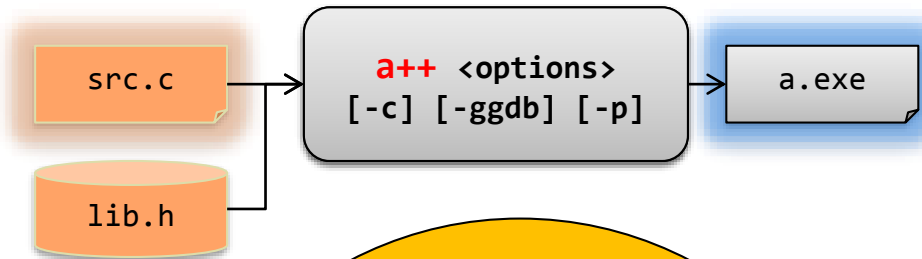 src.c
lib.h
a++ <options>
[-c] [-ggdb] [-p]
a.exe